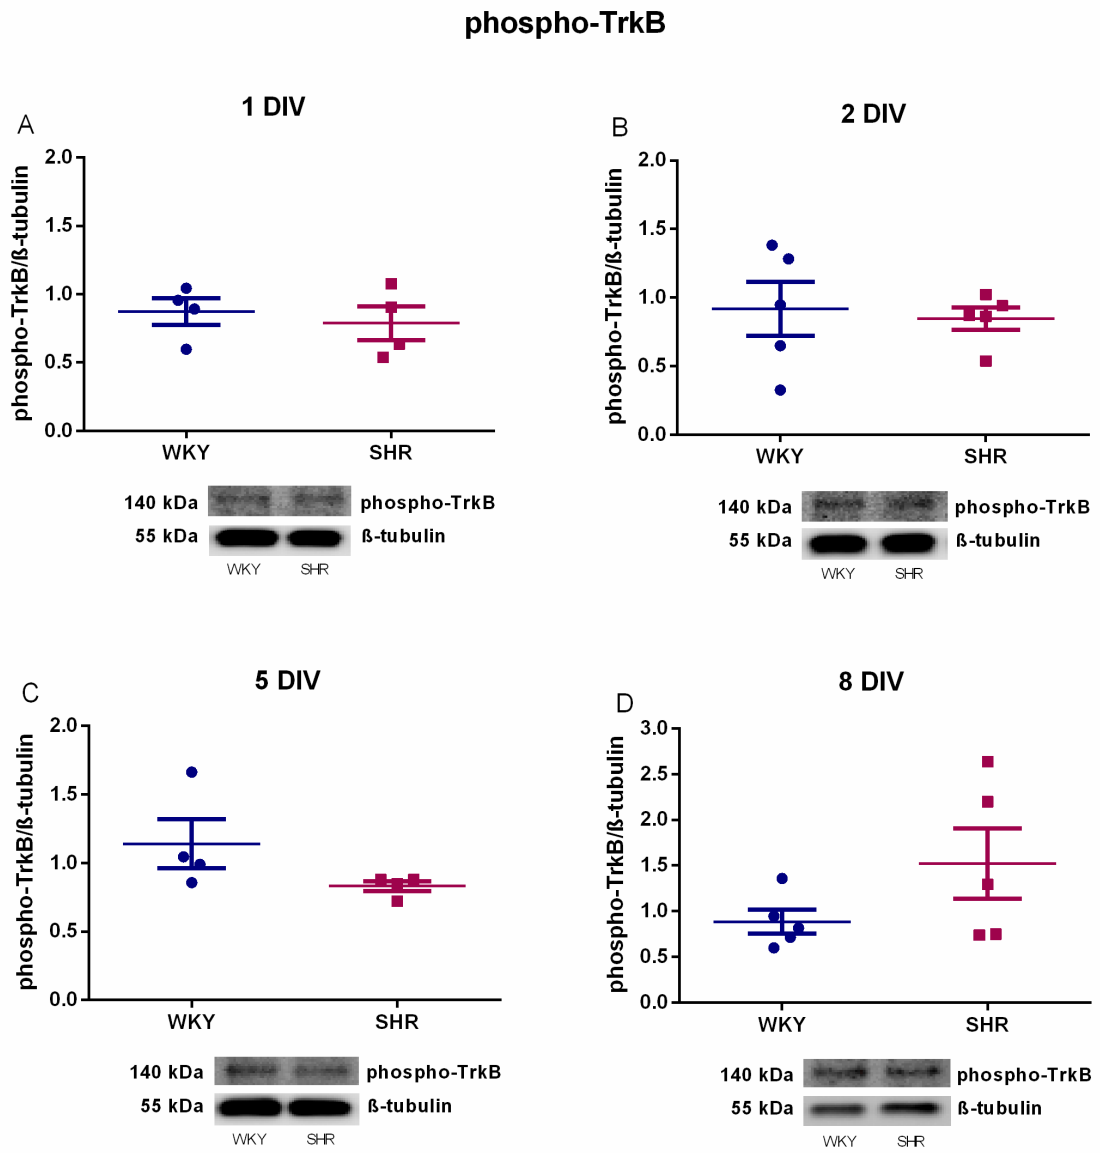 phospho-TrkB
1 DIV
A
phospho-TrkB/ß-tubulin
2.0
1.5
1.0
0.5
0.0
WKY SHR
140 kDa phospho-TrkB
55 kDa ß-tubulin
WKY SHR
2 DIV
B
phospho-TrkB/ß-tubulin
2.0
1.5
1.0
0.5
0.0
WKY SHR
140 kDa phospho-TrkB
55 kDa ß-tubulin
WKY SHR
5 DIV
C
phospho-TrkB/ß-tubulin
2.0
1.5
1.0
0.5
0.0
WKY SHR
140 kDa phospho-TrkB
55 kDa ß-tubulin
WKY SHR
8 DIV
D
phospho-TrkB/ß-tubulin
3.0
2.5
2.0
1.5
1.0
0.5
0.0
WKY SHR
140 kDa phospho-TrkB
55 kDa ß-tubulin
WKY SHR